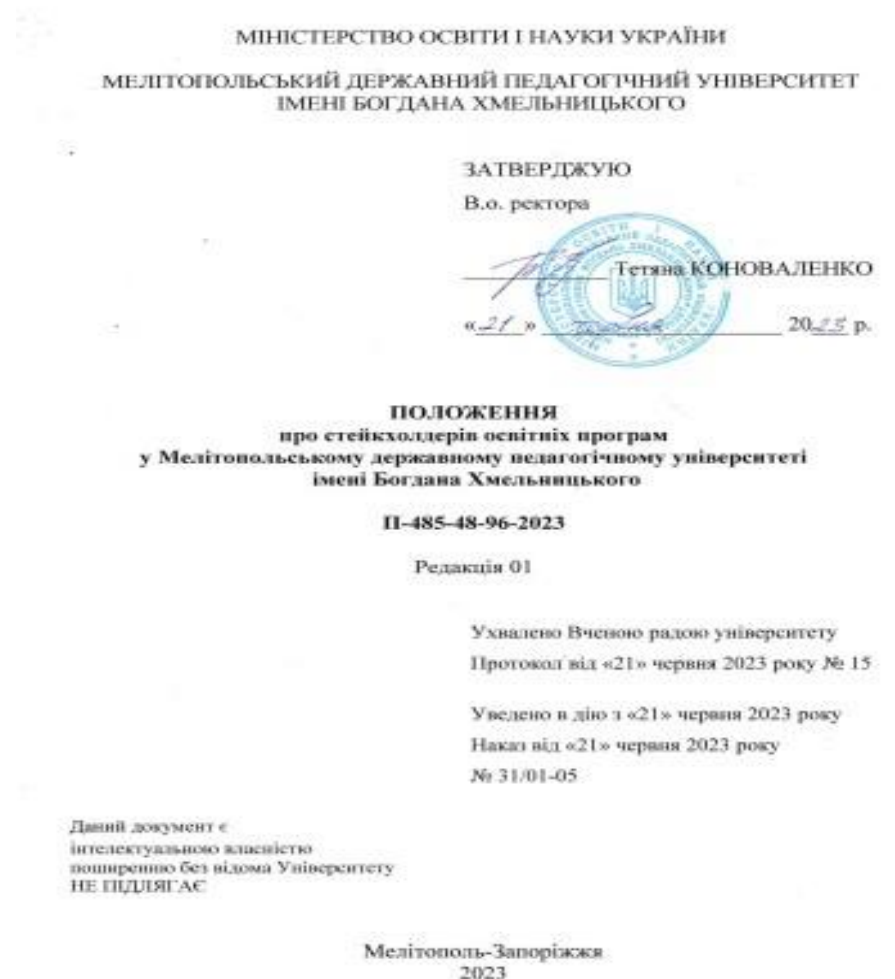 МІНІСТЕРСТВО ОСВІТИ І НАУКИ УКРАЇНИ
МЕЛІТОПОЛЬСЬКИЙ ДЕРЖАВНИЙ ПЕДАГОГІЧНИЙ УНІВЕРСИТЕТ
ІМЕНІ БОГДАНА ХМЕЛЬНИЦЬКОГО
ЗАТВЕРДЖУЮ
В.о. ректора
Тетяна КОНОВАЛЕНКО
«21» червня 2023 р.
ПОЛОЖЕННЯ
про стейкхолдерів освітніх програм
у Мелітопольському державному педагогічному університеті
імені Богдана Хмельницького
П-485-48-96-2023
Редакція 01
Ухвалено Вченою радою університету
Протокол від «21» червня 2023 року № 15
Уведено в дію з «21» червня 2023 року
Наказ від «21» червня 2023 року
№ 31/01-05
Даний документ є
інтелектуальною власністю
поширенню без відома Університету
НЕ ПІДЛЯГАЄ
Мелітополь-Запоріжжя
2023